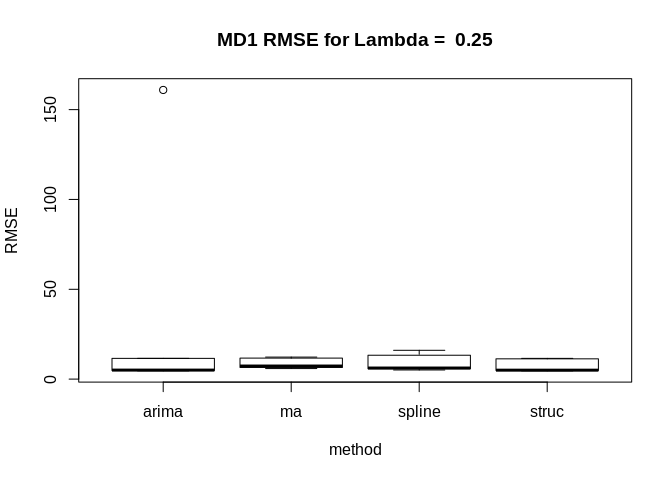 MD1 RMSE for Lambda =  0.25
RMSE
150
100
50
0
arima ma spline struc
method